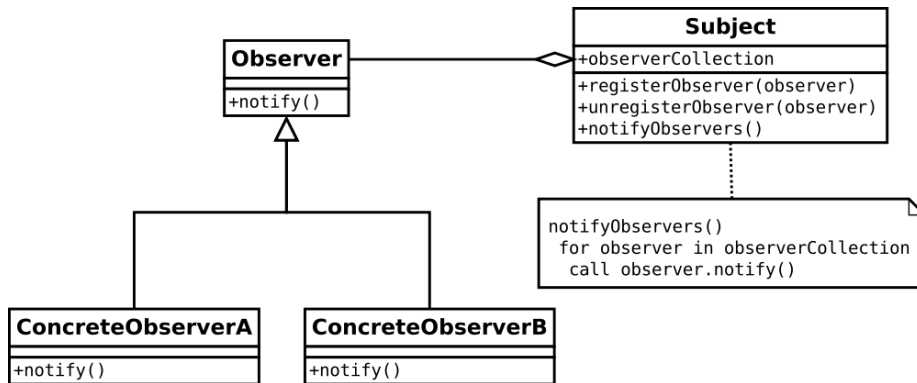 Observer
+notify()
Subject
+observerCollection
+registerObserver(observer)
+unregisterObserver(observer)
+notifyObservers()
notifyObservers()
for observer in observerCollection
call observer.notify()
ConcreteObserverA
+notify()
ConcreteObserverB
+notify()